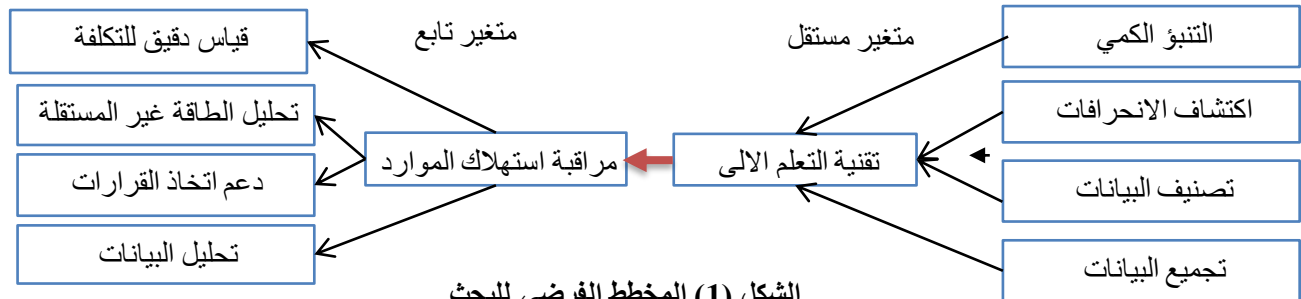 التنبؤ الكمي
متغير مستقل
متغير تابع
قياس دقيق للتكلفة
اكتشاف الانحرافات
تحليل الطاقة غير المستقلة
تقنية التعلم الالى
مراقبة استهلاك الموارد
تصنيف البيانات
دعم اتخاذ القرارات
تجميع البيانات
تحليل البيانات
الشكل (1) المخطط الفرضي للبحث